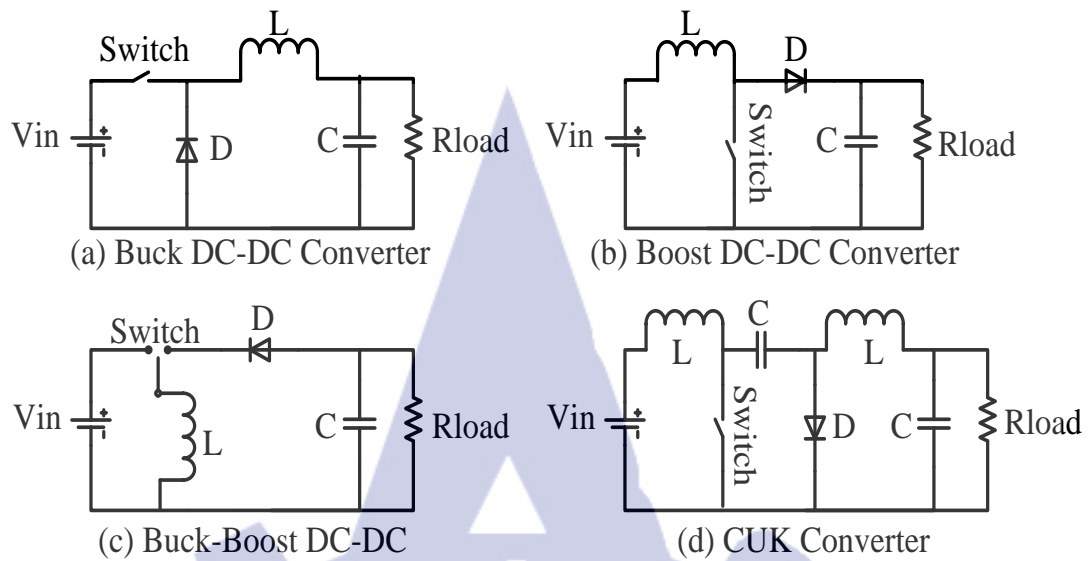 L
Switch
Vin
+
-
D
C
Rload
(a) Buck DC-DC Converter
L
D
Vin
+
-
Switch
C
Rload
(b) Boost DC-DC Converter
Switch
D
Vin
+
-
L
C
Rload
(c) Buck-Boost DC-DC
L
C
L
Vin
+
-
Switch
D
C
Rload
(d) CUK Converter